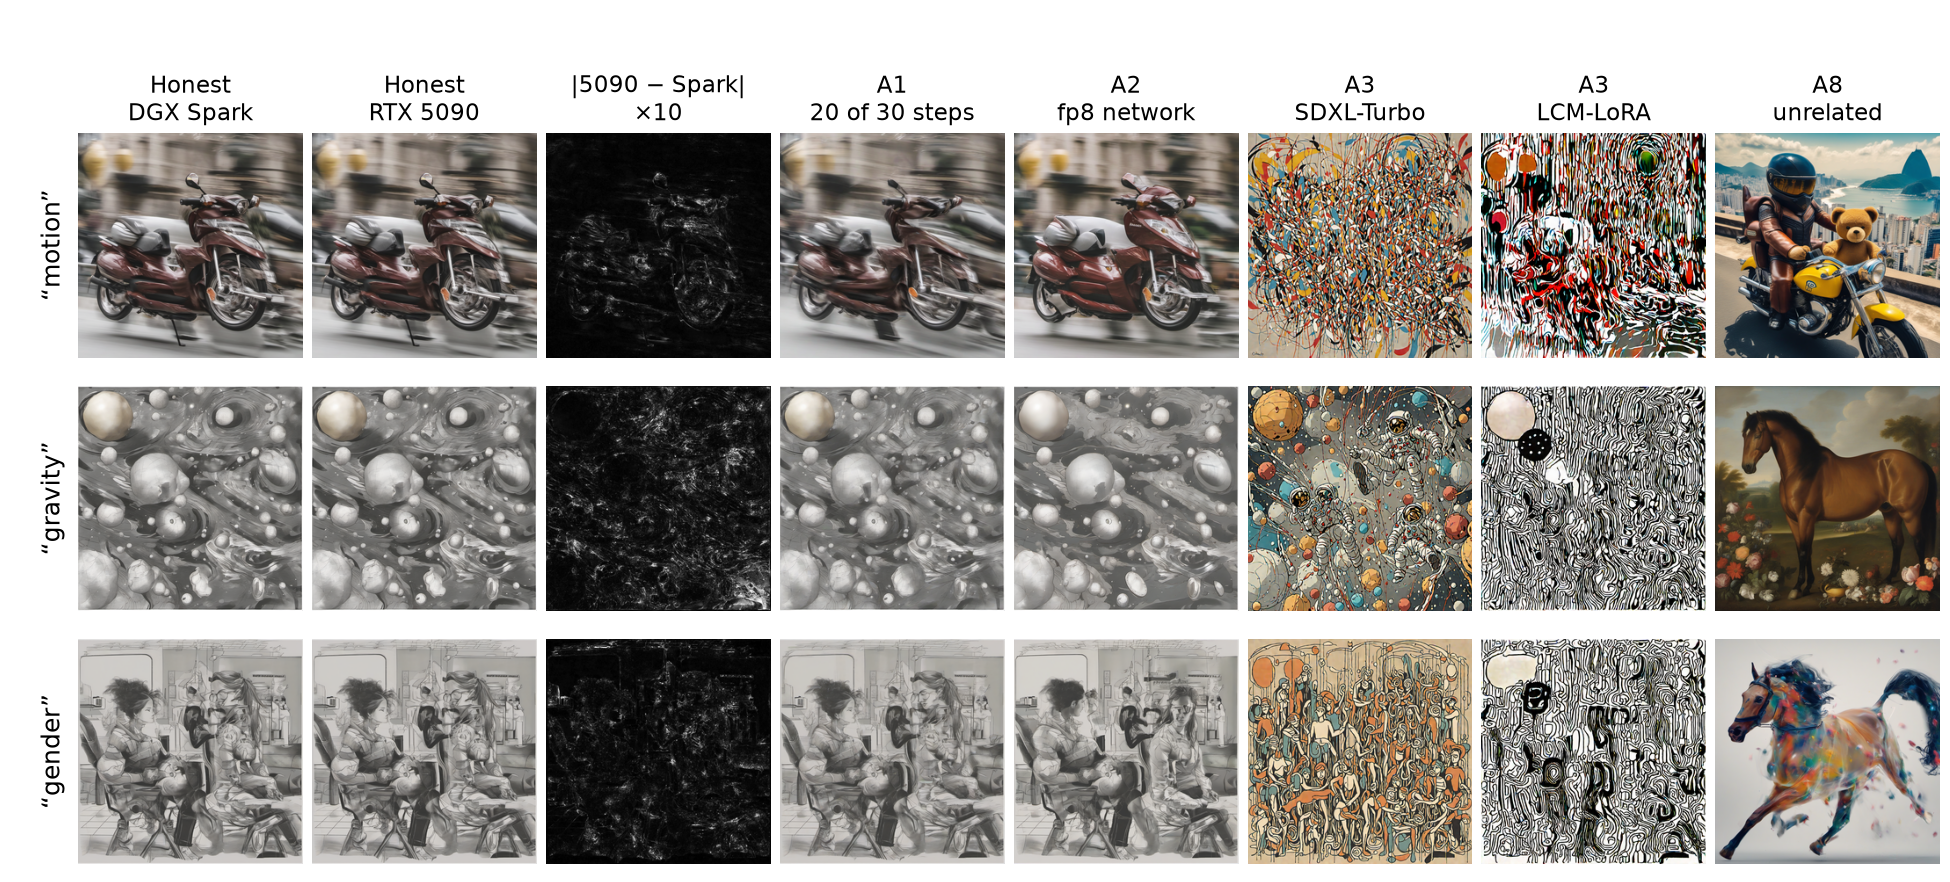 Honest
DGX Spark
Honest
RTX 5090
|5090 − Spark|
×10
A1
20 of 30 steps
A2
fp8 network
A3
SDXL-Turbo
A3
LCM-LoRA
A8
unrelated
“motion”
“gravity”
“gender”